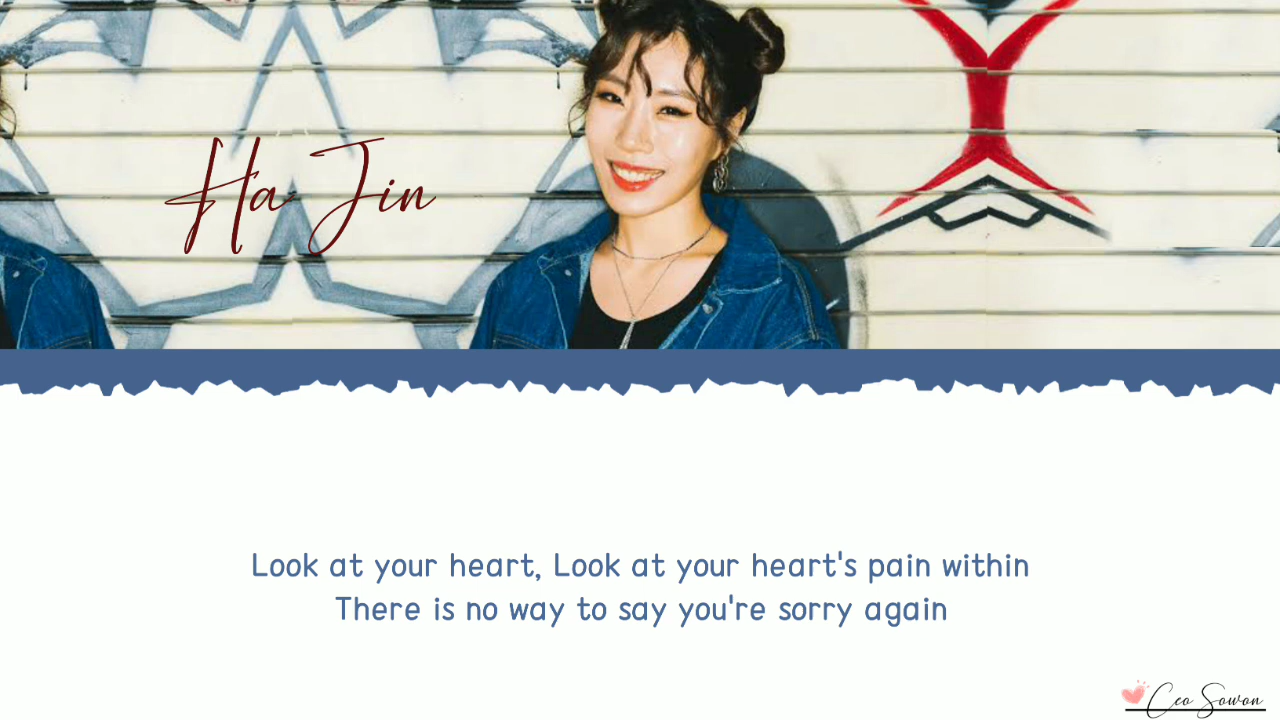 Ha Jin
Look at your heart, Look at your heart's pain within
There is no way to say you're sorry again
Ceo Sowon